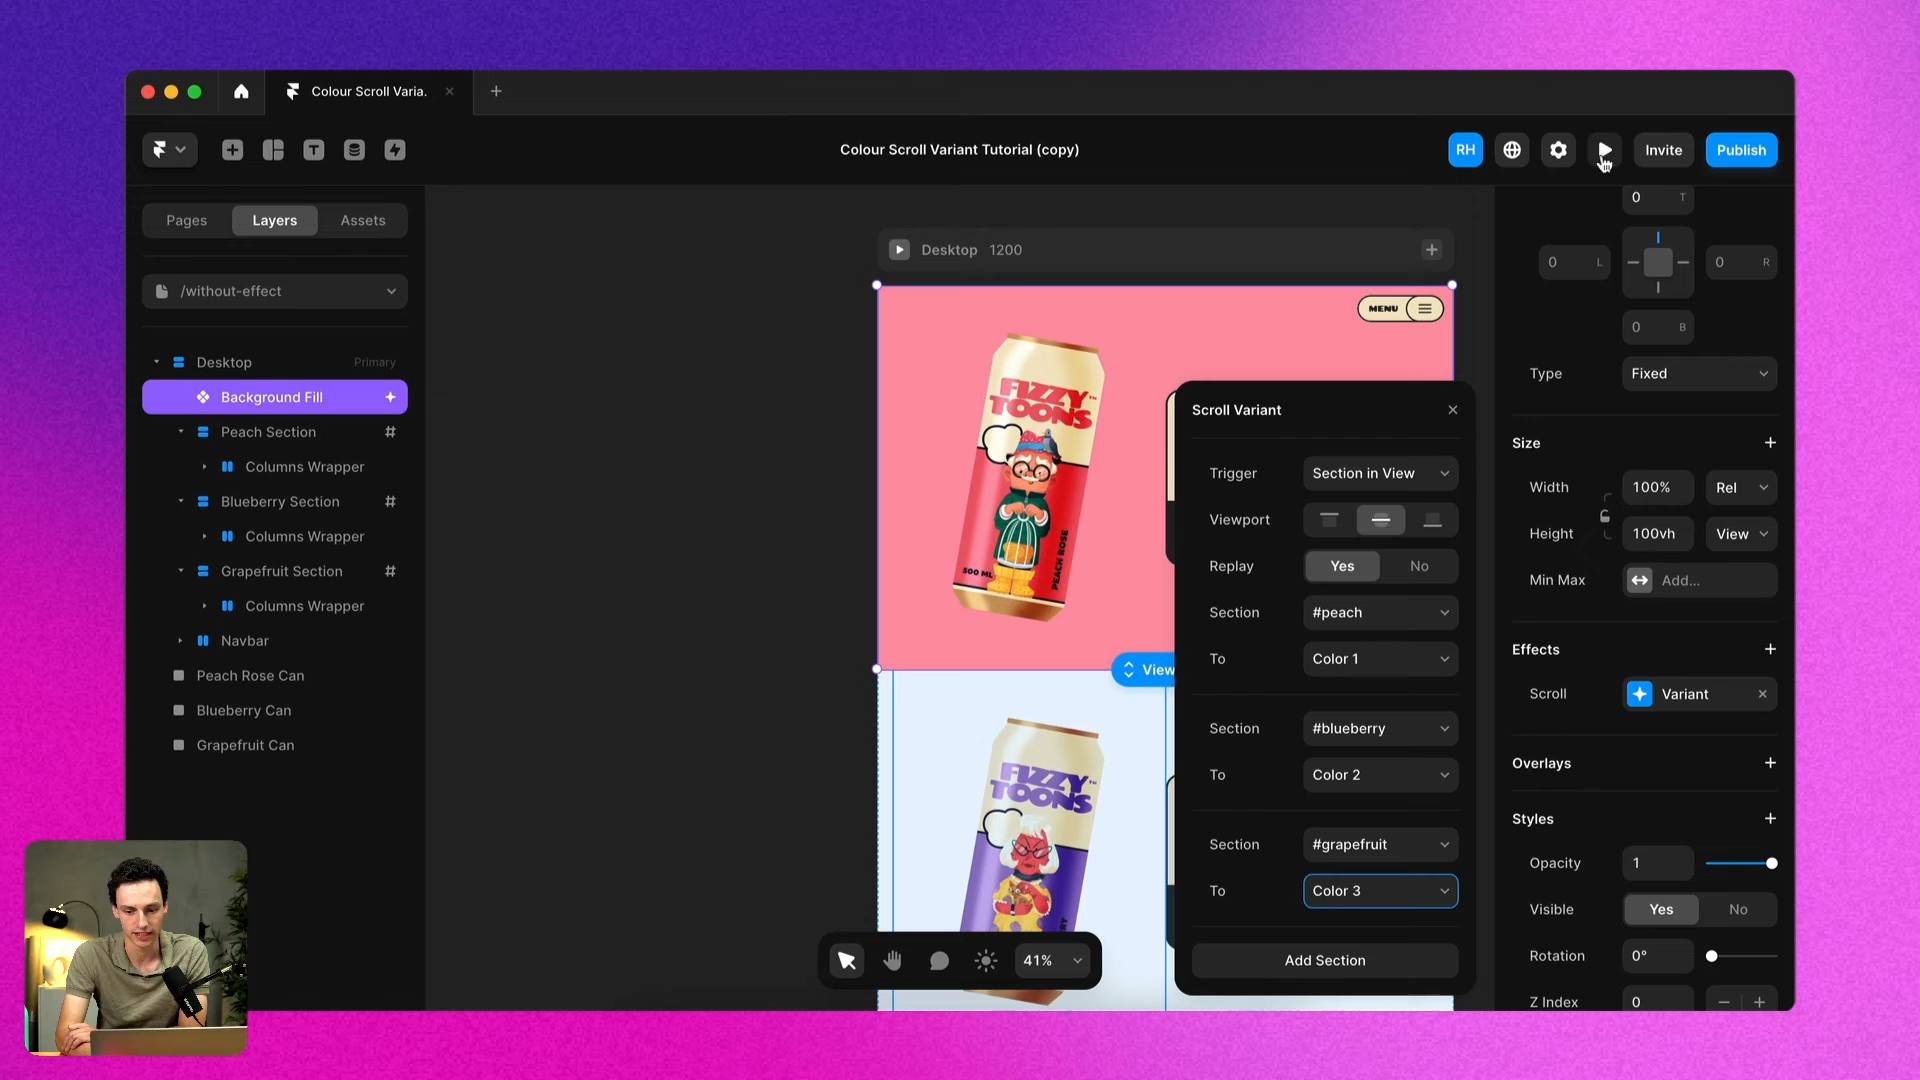 Colour Scroll Varia.
Colour Scroll Variant Tutorial (copy)
RH
Invite
Publish
Pages
Layers
Assets
/without-effect
Desktop
Primary
Background Fill
Peach Section
Columns Wrapper
Blueberry Section
Columns Wrapper
Grapefruit Section
Columns Wrapper
Navbar
Peach Rose Can
Blueberry Can
Grapefruit Can
Desktop 1200
MENU
FIZZY
TOONS™
500 ML
PEACH ROSE
View
FIZZY
TOONS™
41%
Scroll Variant
Trigger
Section in View
Viewport
Replay
Yes
No
Section
#peach
To
Color 1
Section
#blueberry
To
Color 2
Section
#grapefruit
To
Color 3
Add Section
0 T
0 L
0 R
0 B
Type
Fixed
Size
Width
100%
Rel
Height
100vh
View
Min Max
Add...
Effects
Scroll
Variant
Overlays
Styles
Opacity
1
Visible
Yes
No
Rotation
0°
Z Index
0